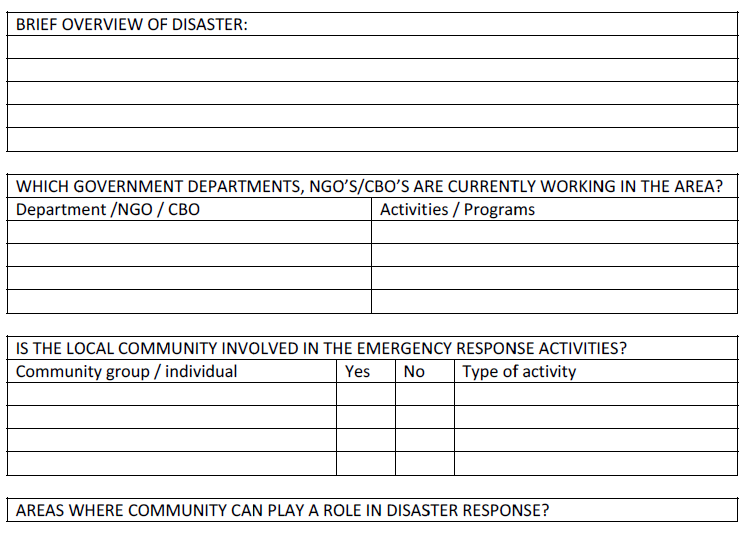 BRIEF OVERVIEW OF DISASTER:
WHICH GOVERNMENT DEPARTMENTS, NGO'S/CBO'S ARE CURRENTLY WORKING IN THE AREA?
Department /NGO / CBO Activities / Programs
IS THE LOCAL COMMUNITY INVOLVED IN THE EMERGENCY RESPONSE ACTIVITIES?
Community group / individual Yes No Type of activity
AREAS WHERE COMMUNITY CAN PLAY A ROLE IN DISASTER RESPONSE?